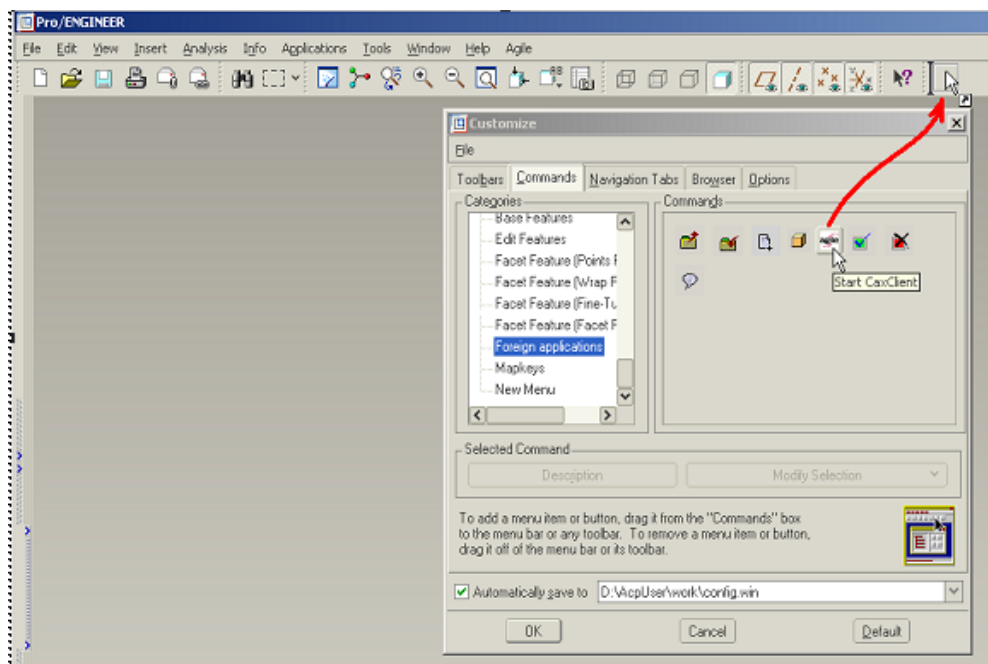 Pro/ENGINEER
File Edit View Insert Analysis Info Applications Tools Window Help Agile
Customize
File
Toolbars Commands Navigation Tabs Browser Options
Categories
Base Features
Edit Features
Facet Feature (Points F
Facet Feature (Wrap F
Facet Feature (Fine-Tu
Facet Feature (Facet F
Foreign applications
Mapkeys
New Menu
Commands
Start CaxClient
Selected Command
Description Modify Selection
To add a menu item or button, drag it from the "Commands" box
to the menu bar or any toolbar. To remove a menu item or button,
drag it off of the menu bar or its toolbar.
Automatically save to D:\AcpUser\work\config.win
OK Cancel Default